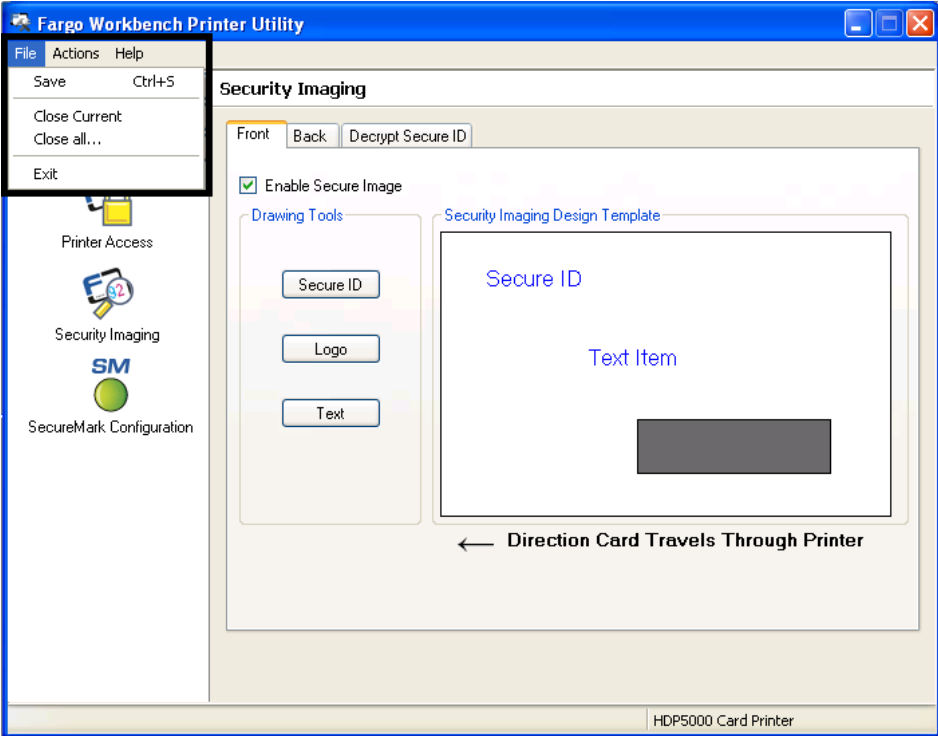 Fargo Workbench Printer Utility
File Actions Help
Save Ctrl+S
Close Current
Close all...
Exit
Printer Access
Security Imaging
SM
SecureMark Configuration
Security Imaging
Front Back Decrypt Secure ID
Enable Secure Image
Drawing Tools
Secure ID
Logo
Text
Security Imaging Design Template
Secure ID
Text Item
← Direction Card Travels Through Printer
HDP5000 Card Printer